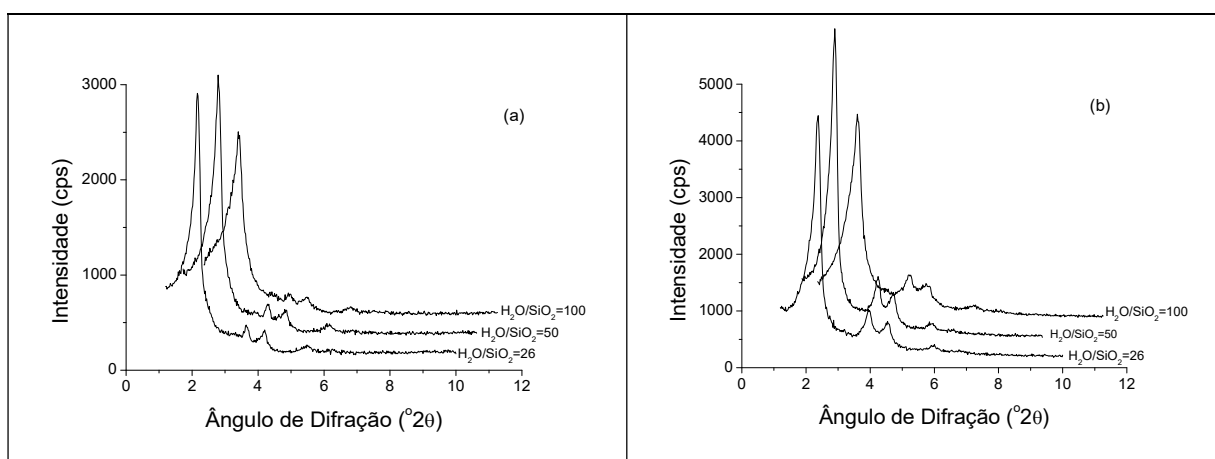 (a)
Intensidade (cps)
3000
2000
1000
0
H₂O/SiO₂=100
H₂O/SiO₂=50
H₂O/SiO₂=26
0 2 4 6 8 10 12
Ângulo de Difração (°2θ)
(b)
Intensidade (cps)
5000
4000
3000
2000
1000
0
H₂O/SiO₂=100
H₂O/SiO₂=50
H₂O/SiO₂=26
0 2 4 6 8 10 12
Ângulo de Difração (°2θ)